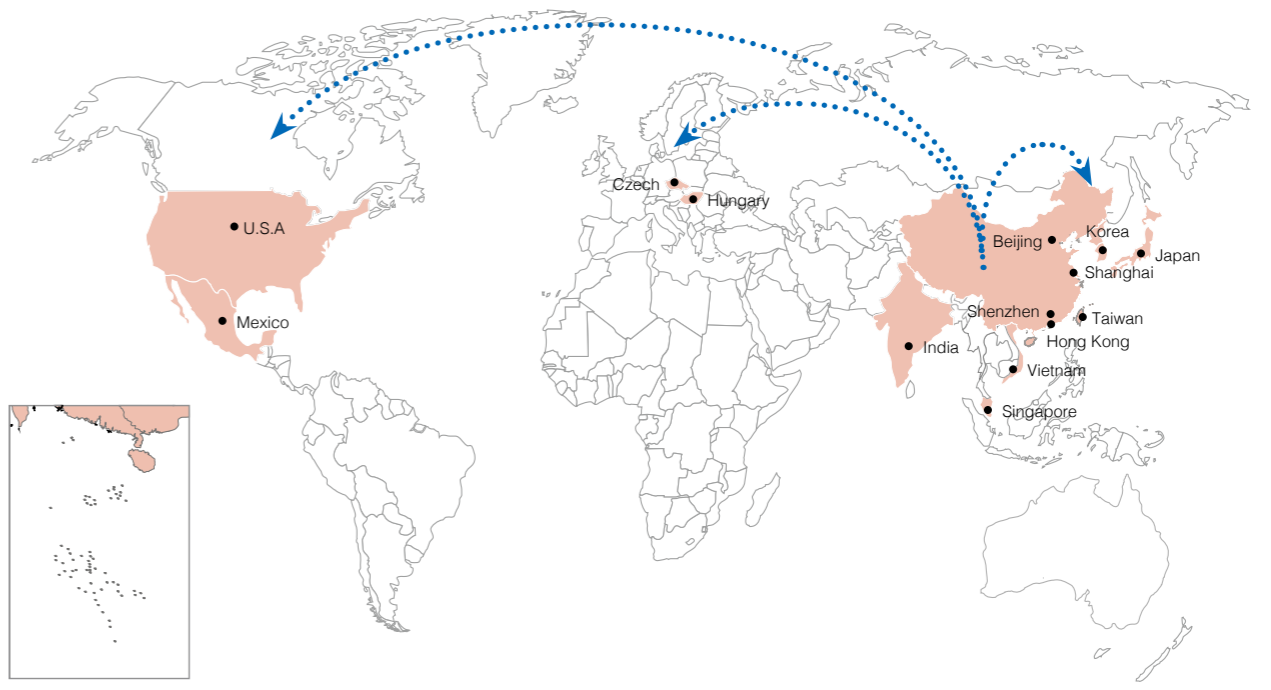 Czech
Hungary
U.S.A
Korea
Beijing
Japan
Shanghai
Shenzhen
Taiwan
Mexico
Hong Kong
India
Vietnam
Singapore